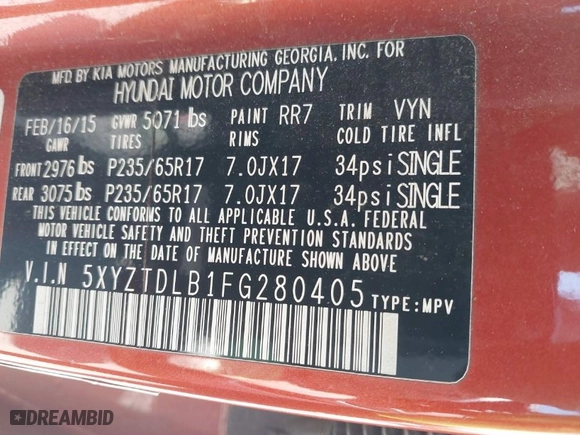 MFD. BY KIA MOTORS MANUFACTURING GEORGIA, INC. FOR
HYUNDAI MOTOR COMPANY
FEB/16/15 GVWR 5071 lbs PAINT RR7 TRIM VYN
GAWR TIRES RIMS COLD TIRE INFL
FRONT 2976 lbs P235/65R17 7.0JX17 34psi SINGLE
REAR 3075 lbs P235/65R17 7.0JX17 34psi SINGLE
THIS VEHICLE CONFORMS TO ALL APPLICABLE U.S.A. FEDERAL
MOTOR VEHICLE SAFETY AND THEFT PREVENTION STANDARDS
IN EFFECT ON THE DATE OF MANUFACTURE SHOWN ABOVE.
V.I.N 5XYZTDLB1FG280405 TYPE: MPV
DREAMBID